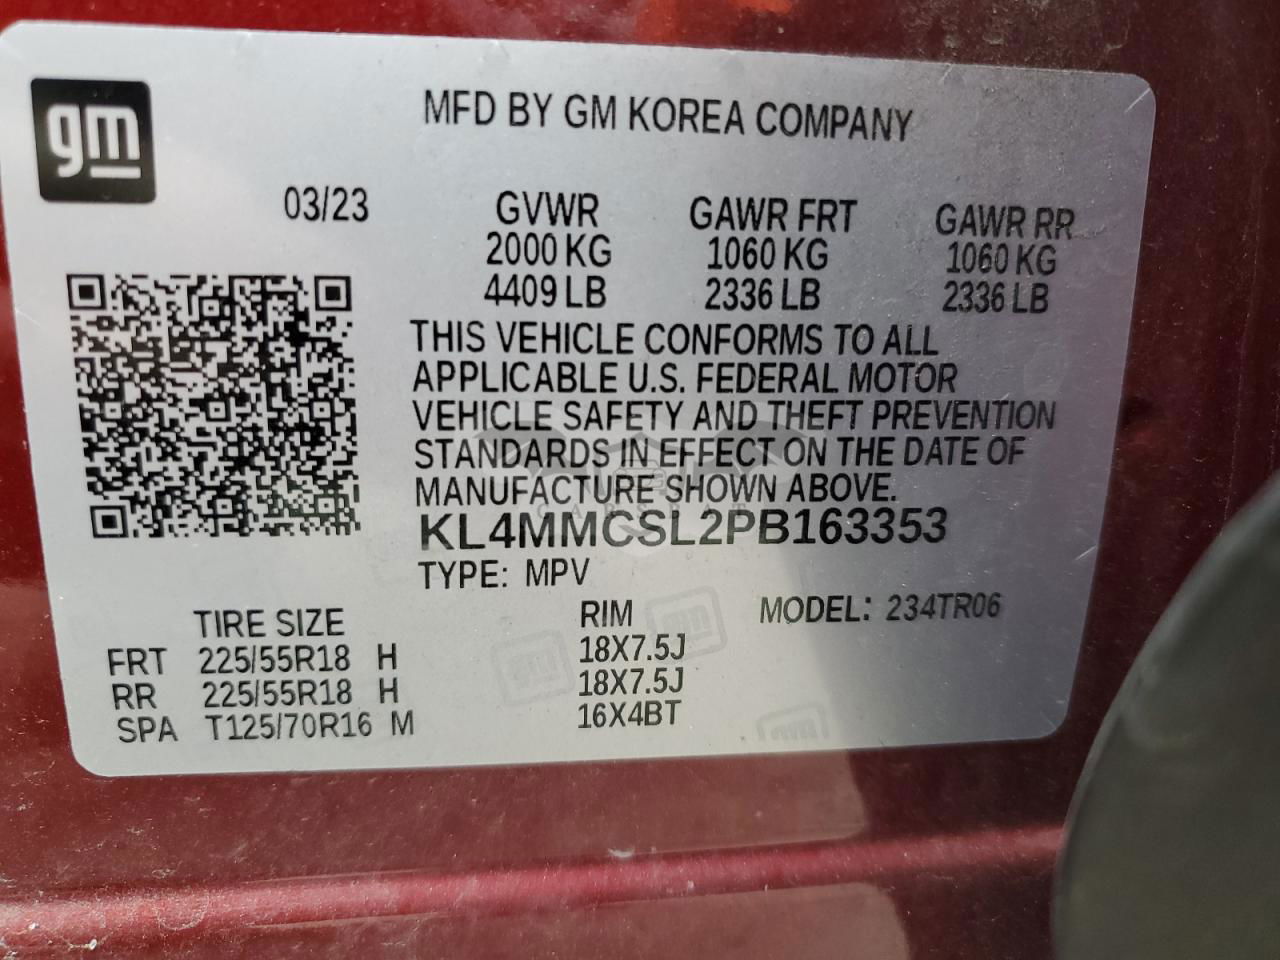 gm
MFD BY GM KOREA COMPANY
03/23
GVWR GAWR FRT GAWR RR
2000 KG 1060 KG 1060 KG
4409 LB 2336 LB 2336 LB
THIS VEHICLE CONFORMS TO ALL
APPLICABLE U.S. FEDERAL MOTOR
VEHICLE SAFETY AND THEFT PREVENTION
STANDARDS IN EFFECT ON THE DATE OF
MANUFACTURE SHOWN ABOVE.
KL4MMCSL2PB163353
TYPE: MPV
TIRE SIZE RIM MODEL: 234TR06
FRT 225/55R18 H 18X7.5J
RR 225/55R18 H 18X7.5J
SPA T125/70R16 M 16X4BT
gm
gm
gm